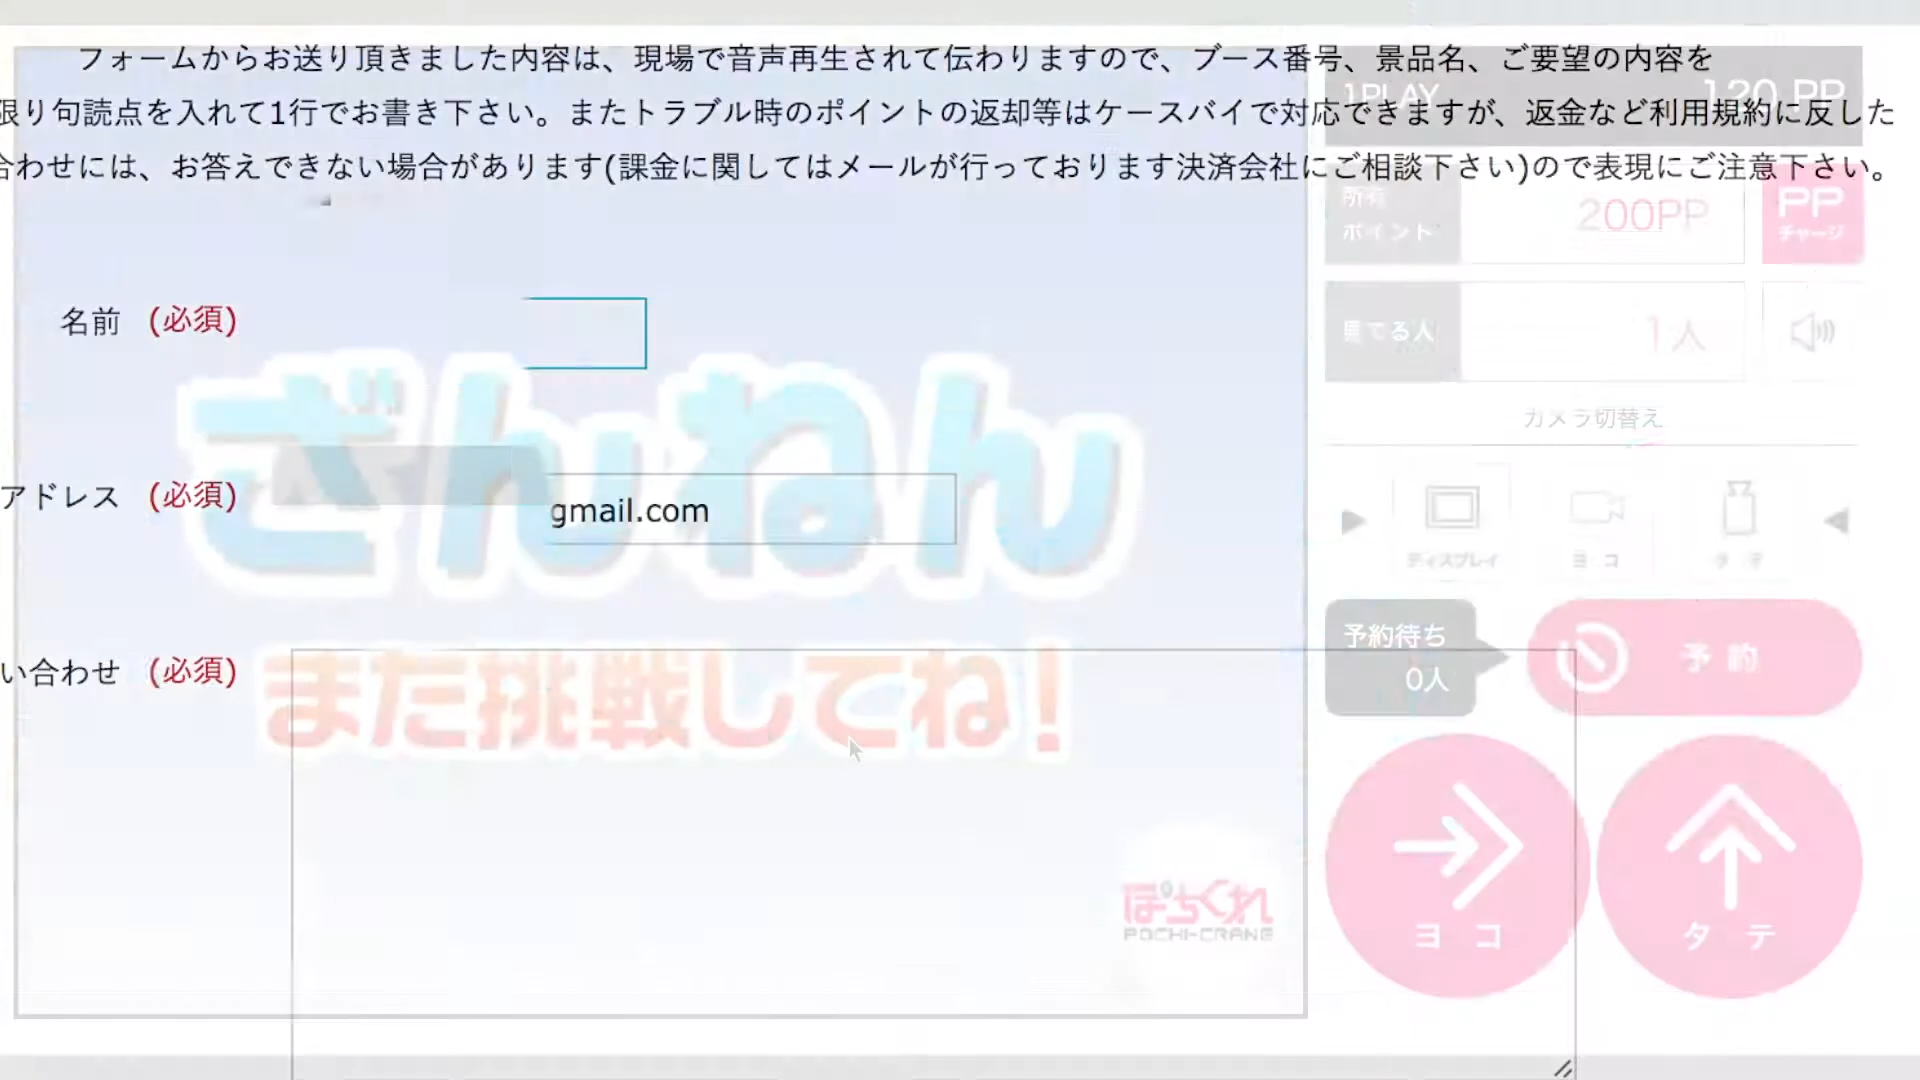 フォームからお送り頂きました内容は、現場で音声再生されて伝わりますので、ブース番号、景品名、ご要望の内容を
限り句読点を入れて1行でお書き下さい。またトラブル時のポイントの返却等はケースバイで対応できますが、返金など利用規約に反した
合わせには、お答えできない場合があります(課金に関してはメールが行っております決済会社にご相談下さい)ので表現にご注意下さい。
1PLAY 120 PP
所有
ポイント
200PP
PP
チャージ
名前 (必須)
見てる人
1人
カメラ切替え
アドレス (必須)
gmail.com
ディスプレイ
ヨコ
タテ
ざんねん
また挑戦してね!
い合わせ (必須)
予約待ち
0人
予約
ヨコ
タテ
ぽちくれ
POCHI-CRANE